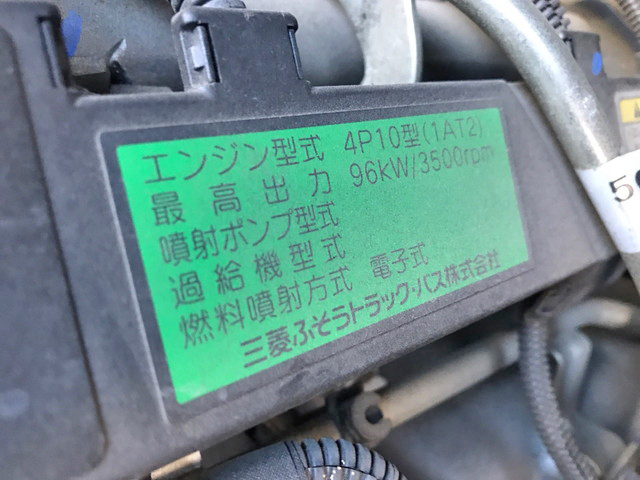 エンジン型式 4P10型(1AT2)
最高出力 96kW/3500rpm
噴射ポンプ型式
過給機型式
燃料噴射方式 電子式
三菱ふそうトラック・バス株式会社